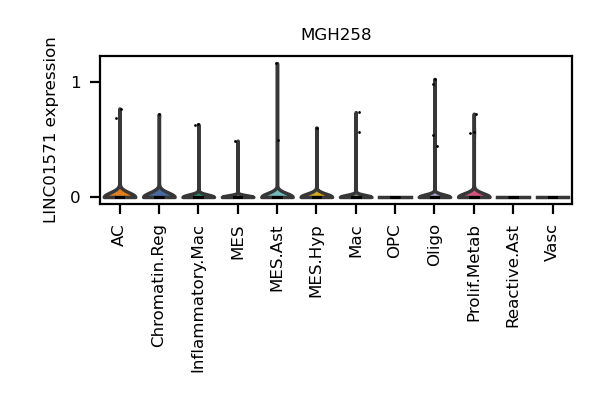 MGH258
LINC01571 expression
1
0
AC
Chromatin.Reg
Inflammatory.Mac
MES
MES.Ast
MES.Hyp
Mac
OPC
Oligo
Prolif.Metab
Reactive.Ast
Vasc